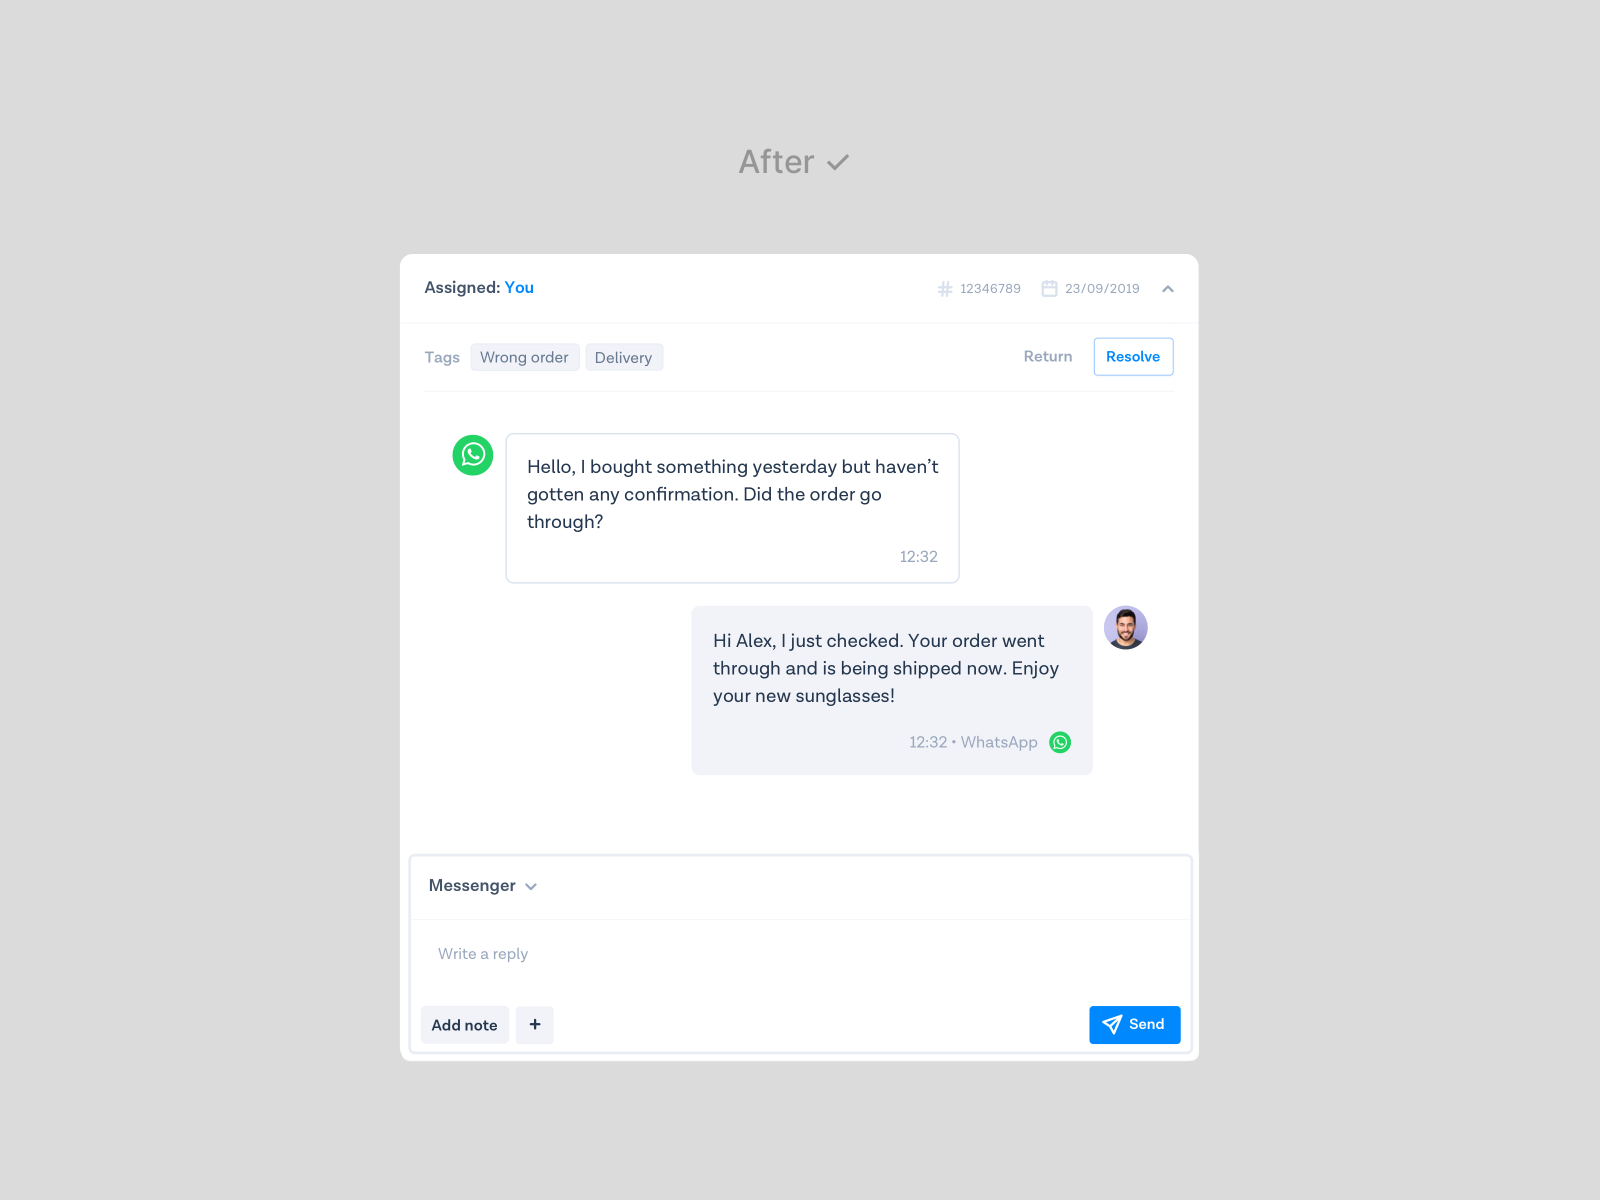 After
Assigned: You
12346789
23/09/2019
Tags
Wrong order
Delivery
Return
Resolve
Hello, I bought something yesterday but haven’t
gotten any confirmation. Did the order go
through?
12:32
Hi Alex, I just checked. Your order went
through and is being shipped now. Enjoy
your new sunglasses!
12:32 • WhatsApp
Messenger
Write a reply
Add note
+
Send